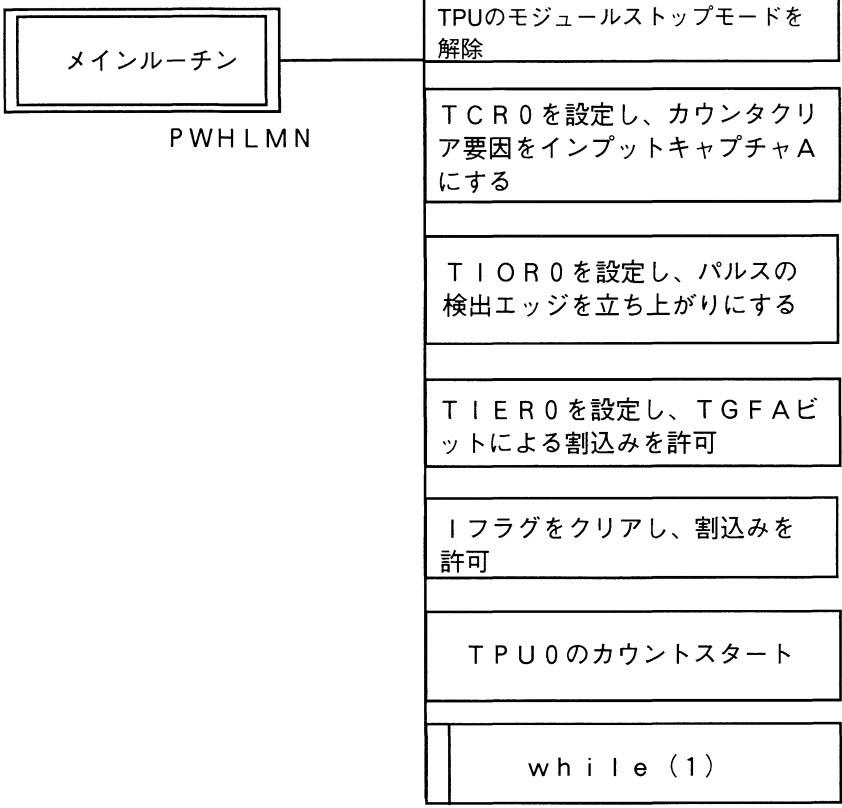 メインルーチン
PWHLMN
TPUのモジュールストップモードを
解除
TCR0を設定し、カウンタクリ
ア要因をインプットキャプチャA
にする
TIOR0を設定し、パルスの
検出エッジを立ち上がりにする
TIER0を設定し、TGFAビ
ットによる割込みを許可
Iフラグをクリアし、割込みを
許可
TPU0のカウントスタート
while(1)